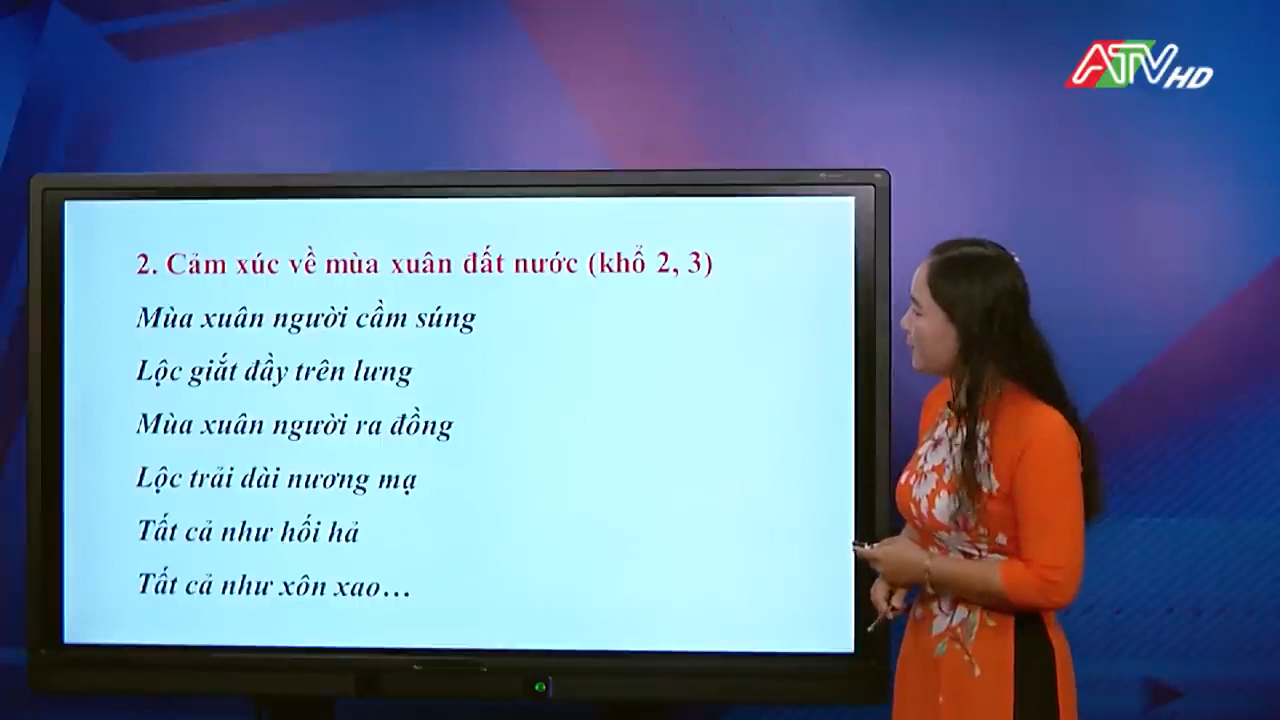 ATV HD
2. Cảm xúc về mùa xuân đất nước (khổ 2, 3)
Mùa xuân người cầm súng
Lộc giắt đầy trên lưng
Mùa xuân người ra đồng
Lộc trải dài nương mạ
Tất cả như hối hả
Tất cả như xôn xao…